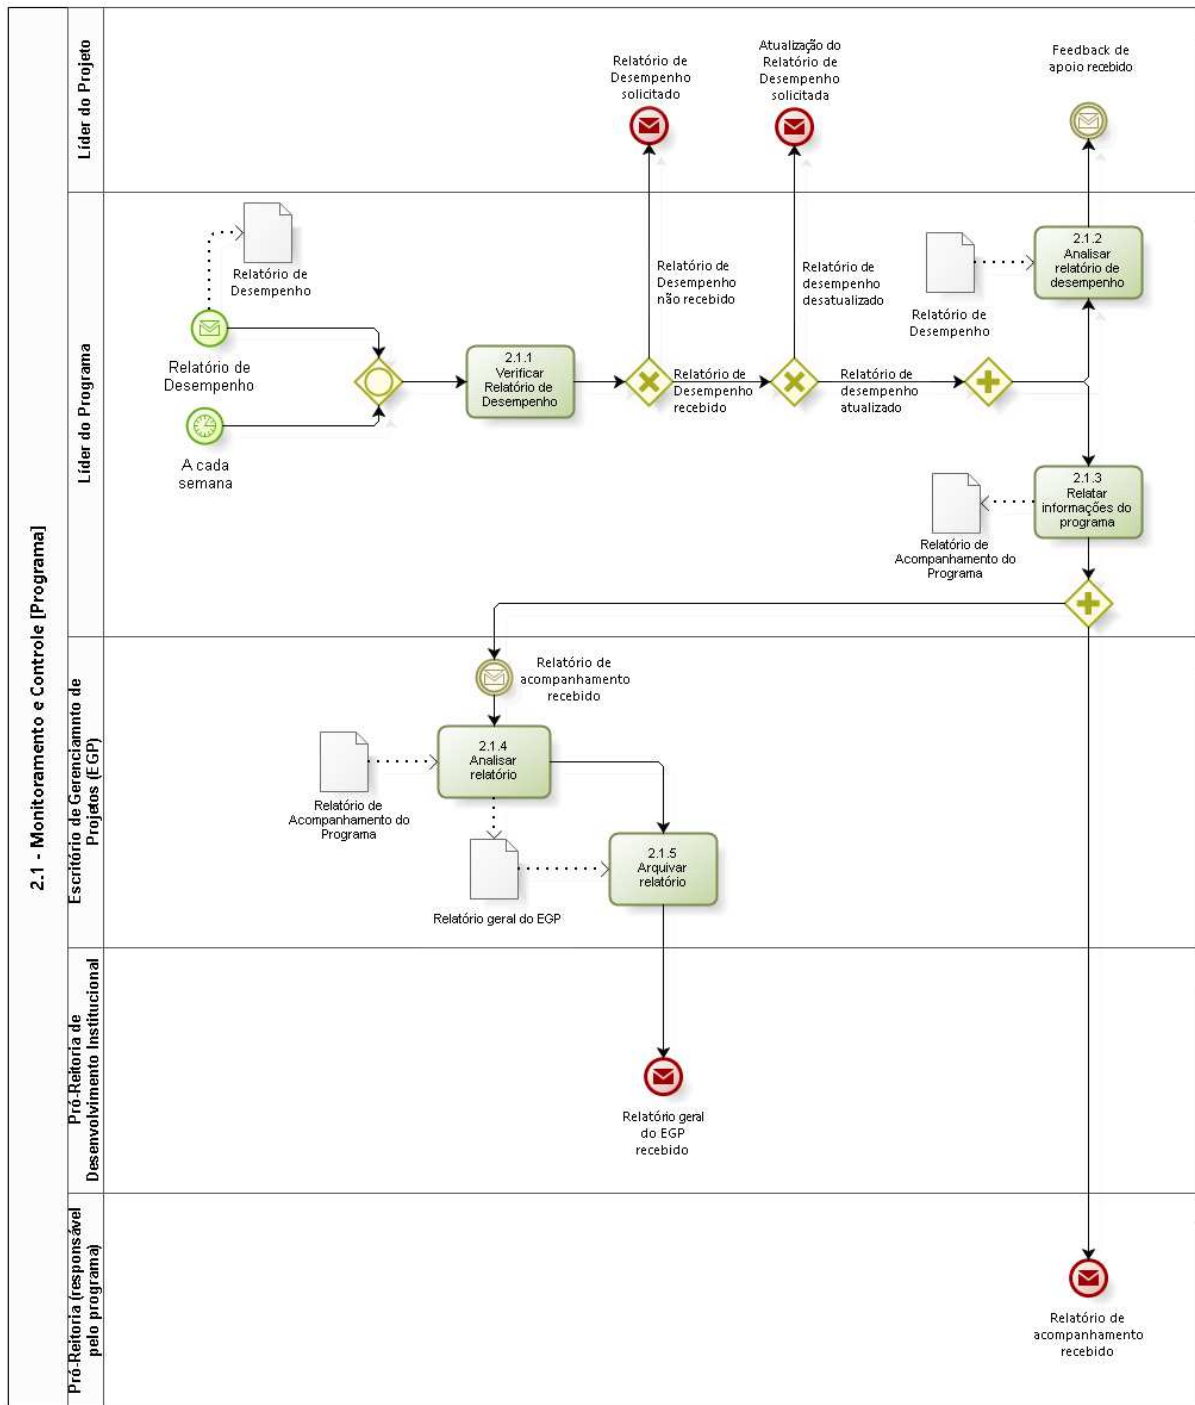 2.1 - Monitoramento e Controle [Programa]
Líder do Projeto
Relatório de
Desempenho
solicitado
Atualização do
Relatório de
Desempenho
solicitada
Feedback de
apoio recebido
Líder do Programa
Relatório de
Desempenho
Relatório de
Desempenho
A cada
semana
2.1.1
Verificar
Relatório de
Desempenho
Relatório de
Desempenho
não recebido
Relatório de
Desempenho
recebido
Relatório de
desempenho
desatualizado
Relatório de
desempenho
atualizado
Relatório de
Desempenho
2.1.2
Analisar
relatório de
desempenho
2.1.3
Relatar
informações do
programa
Relatório de
Acompanhamento do
Programa
Escritório de Gerenciamnto de
Projetos (EGP)
Relatório de
acompanhamento
recebido
2.1.4
Analisar
relatório
Relatório de
Acompanhamento do
Programa
2.1.5
Arquivar
relatório
Relatório geral do EGP
Pró-Reitoria de
Desenvolvimento Institucional
Relatório geral
do EGP
recebido
Pró-Reitoria (responsável
pelo programa)
Relatório de
acompanhamento
recebido